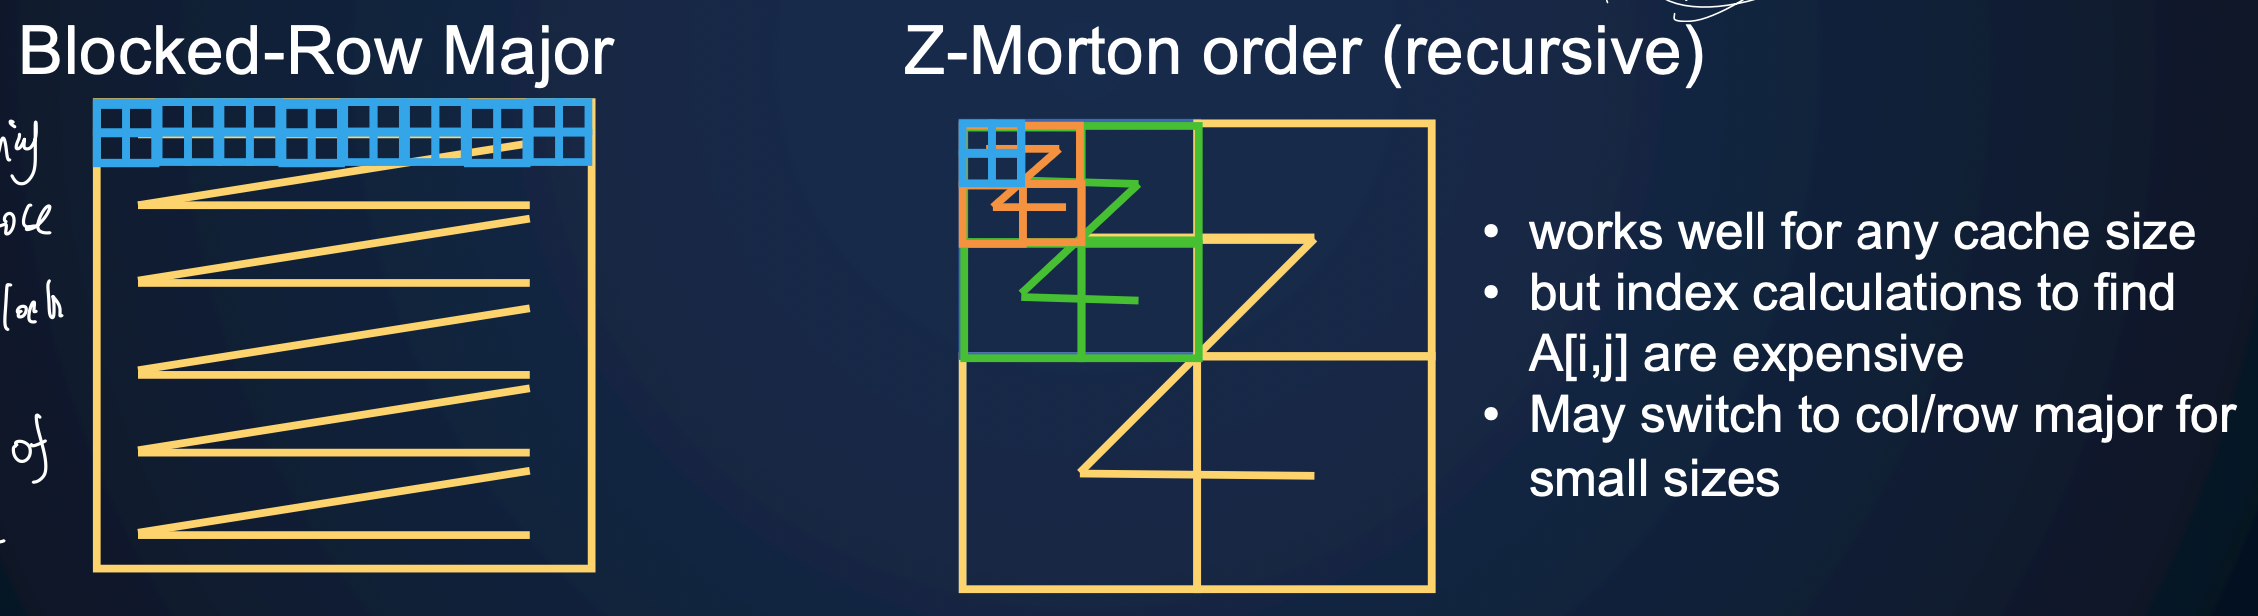 Blocked-Row Major
Z-Morton order (recursive)
• works well for any cache size
• but index calculations to find
A[i,j] are expensive
• May switch to col/row major for
small sizes
of